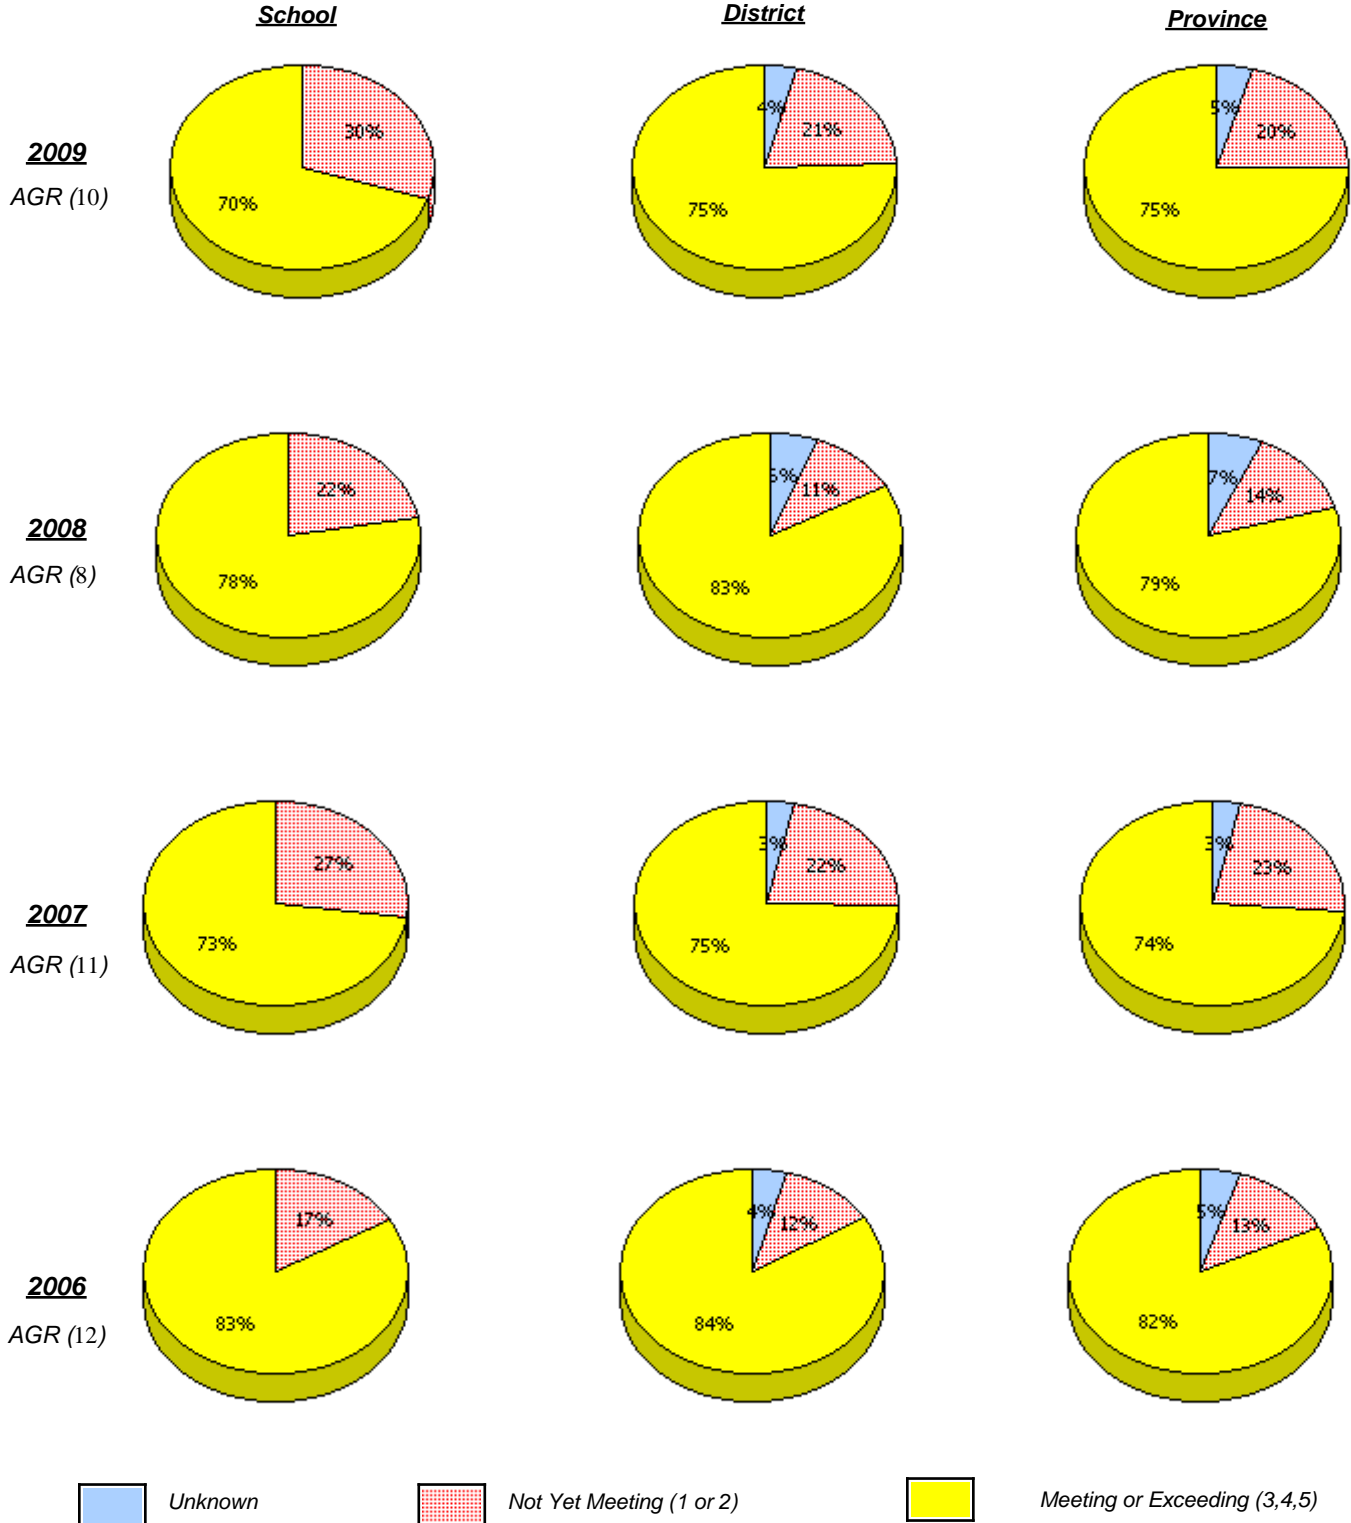 School District Province
30% 4% 21% 5% 20%
2009
AGR (10)
70% 75% 75%
22% 11% 7% 14%
2008
AGR (8)
78% 83% 79%
27% 3% 22% 3% 23%
2007
AGR (11)
73% 75% 74%
17% 4% 12% 5% 13%
2006
AGR (12)
83% 84% 82%
Unknown Not Yet Meeting (1 or 2) Meeting or Exceeding (3,4,5)